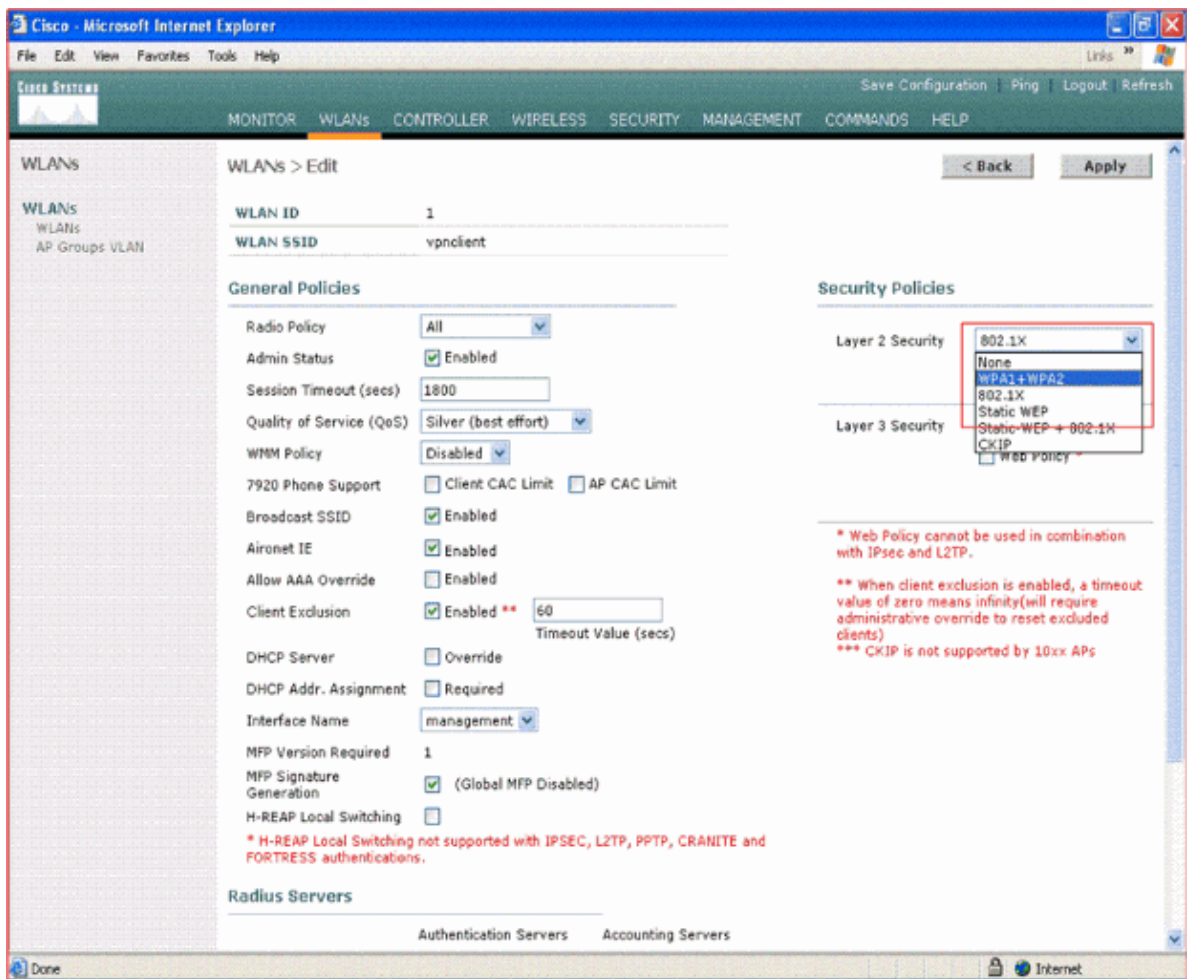 Cisco - Microsoft Internet Explorer
File Edit View Favorites Tools Help
Links »
CISCO SYSTEMS
Save Configuration | Ping | Logout | Refresh
MONITOR WLANs CONTROLLER WIRELESS SECURITY MANAGEMENT COMMANDS HELP
WLANs
WLANs > Edit
< Back
Apply
WLANs
WLANs
AP Groups VLAN
WLAN ID 1
WLAN SSID vpnclient
General Policies
Radio Policy All
Admin Status Enabled
Session Timeout (secs) 1800
Quality of Service (QoS) Silver (best effort)
WMM Policy Disabled
7920 Phone Support Client CAC Limit AP CAC Limit
Broadcast SSID Enabled
Aironet IE Enabled
Allow AAA Override Enabled
Client Exclusion Enabled ** 60
Timeout Value (secs)
DHCP Server Override
DHCP Addr. Assignment Required
Interface Name management
MFP Version Required 1
MFP Signature
Generation (Global MFP Disabled)
H-REAP Local Switching
* H-REAP Local Switching not supported with IPSEC, L2TP, PPTP, CRANITE and
FORTRESS authentications.
Radius Servers
Authentication Servers Accounting Servers
Security Policies
Layer 2 Security 802.1X
None
WPA1+WPA2
802.1X
Static WEP
Layer 3 Security Static-WEP + 802.1X
CKIP
Web Policy *
* Web Policy cannot be used in combination
with IPsec and L2TP.
** When client exclusion is enabled, a timeout
value of zero means infinity(will require
administrative override to reset excluded
clients)
*** CKIP is not supported by 10xx APs
Done
Internet